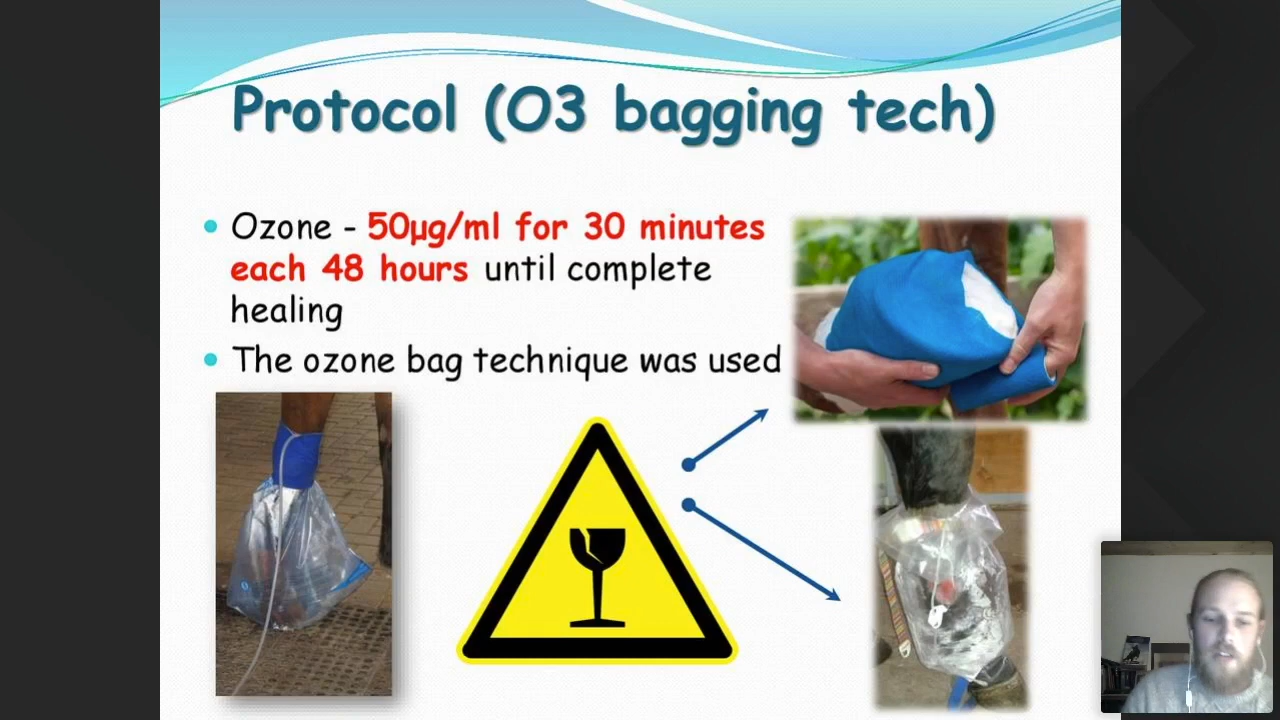 Protocol (O3 bagging tech)
Ozone - 50µg/ml for 30 minutes
each 48 hours until complete
healing
The ozone bag technique was used